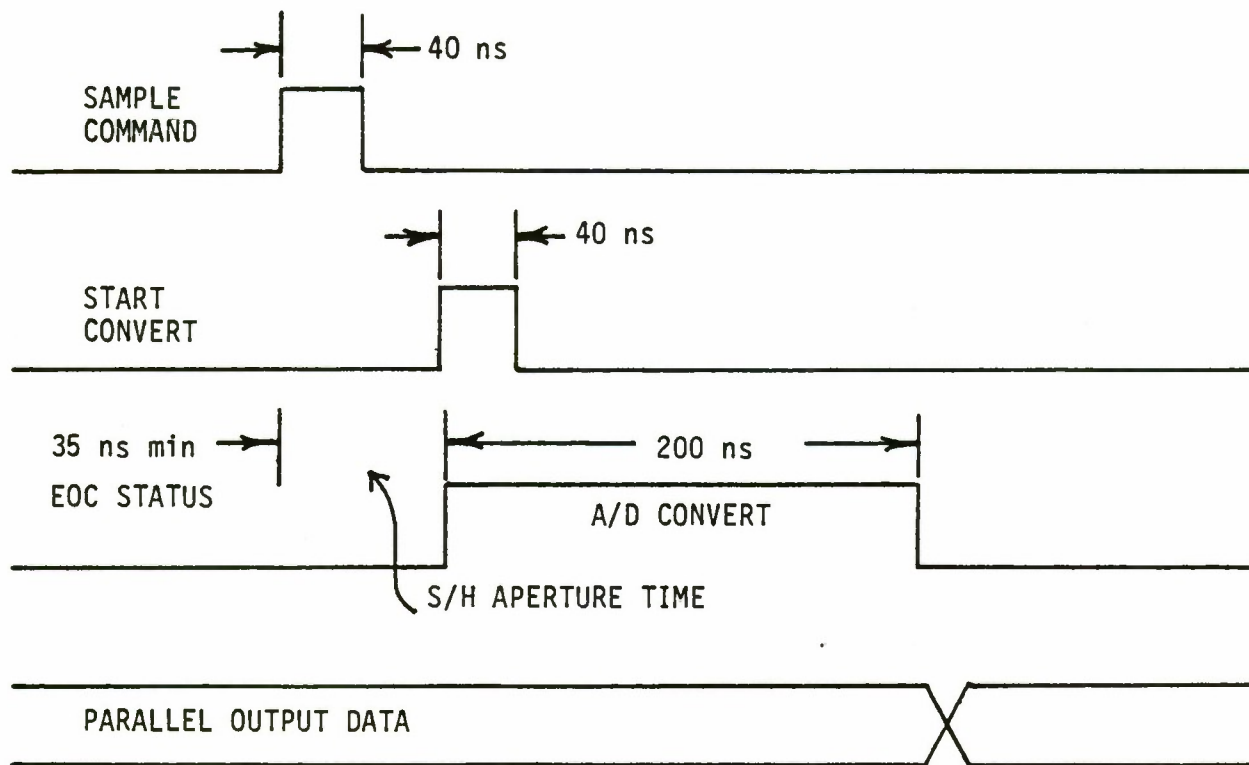 40 ns
SAMPLE
COMMAND
40 ns
START
CONVERT
35 ns min
200 ns
EOC STATUS
A/D CONVERT
S/H APERTURE TIME
PARALLEL OUTPUT DATA